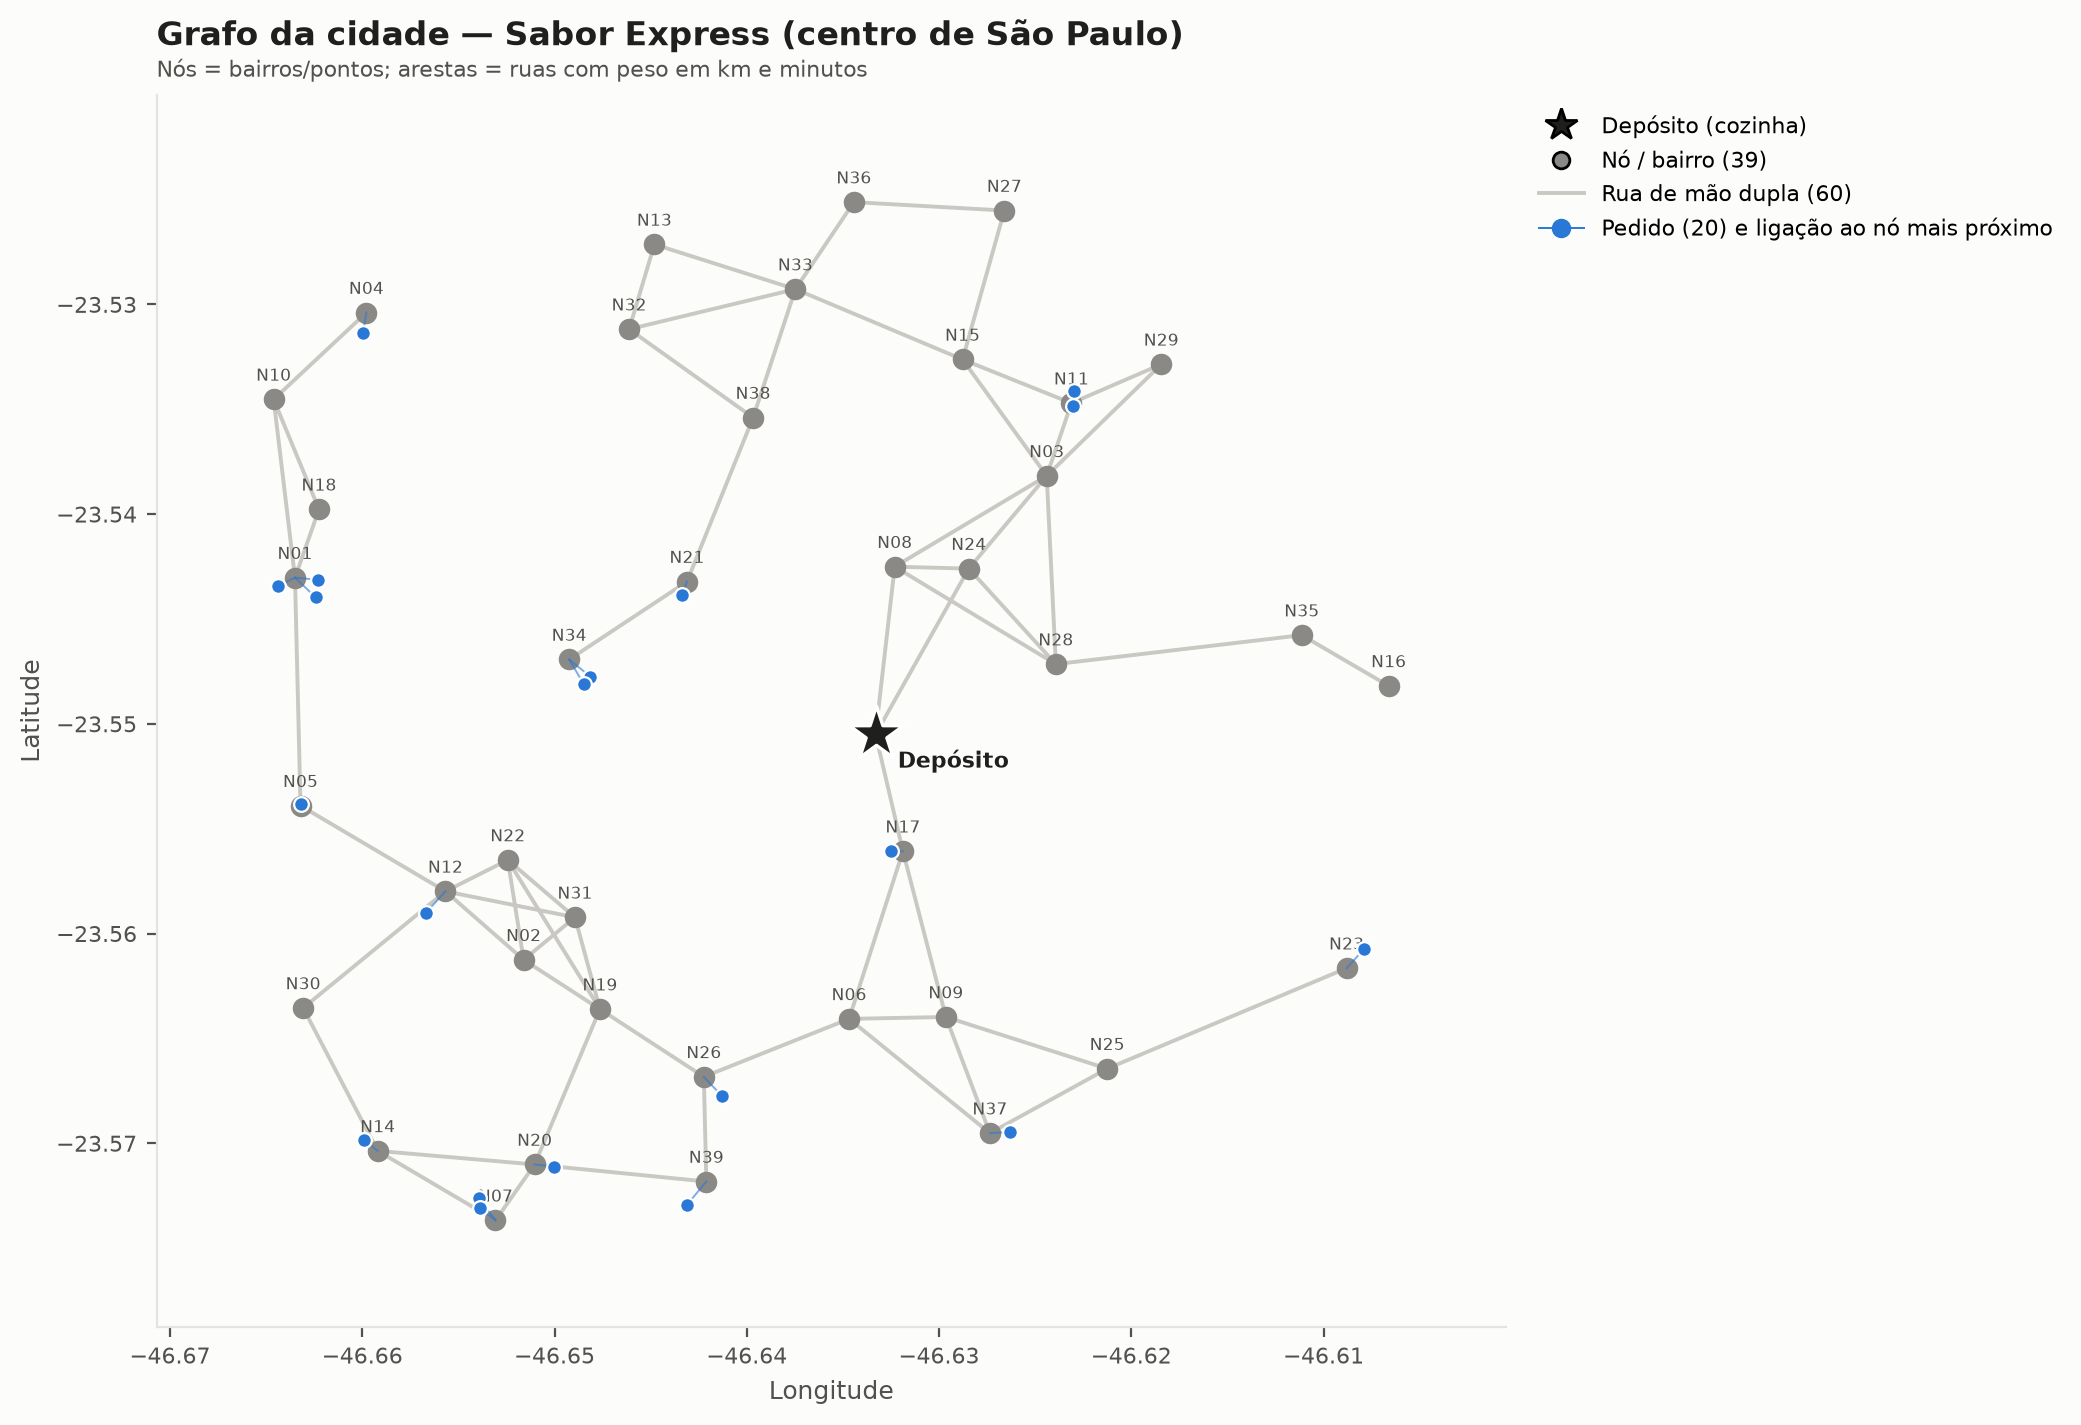 Grafo da cidade — Sabor Express (centro de São Paulo)
Nós = bairros/pontos; arestas = ruas com peso em km e minutos
Depósito (cozinha)
Nó / bairro (39)
Rua de mão dupla (60)
Pedido (20) e ligação ao nó mais próximo
N36
N27
N13
N33
N04
N32
N15
N29
N10
N11
N38
N03
N18
N08
N24
N01
N21
N35
N34
N28
N16
Depósito
N05
N17
N22
N12
N31
N02
N23
N30
N19
N06
N09
N26
N25
N37
N14
N20
N39
J07
−23.53
−23.54
−23.55
−23.56
−23.57
Latitude
−46.67
−46.66
−46.65
−46.64
−46.63
−46.62
−46.61
Longitude